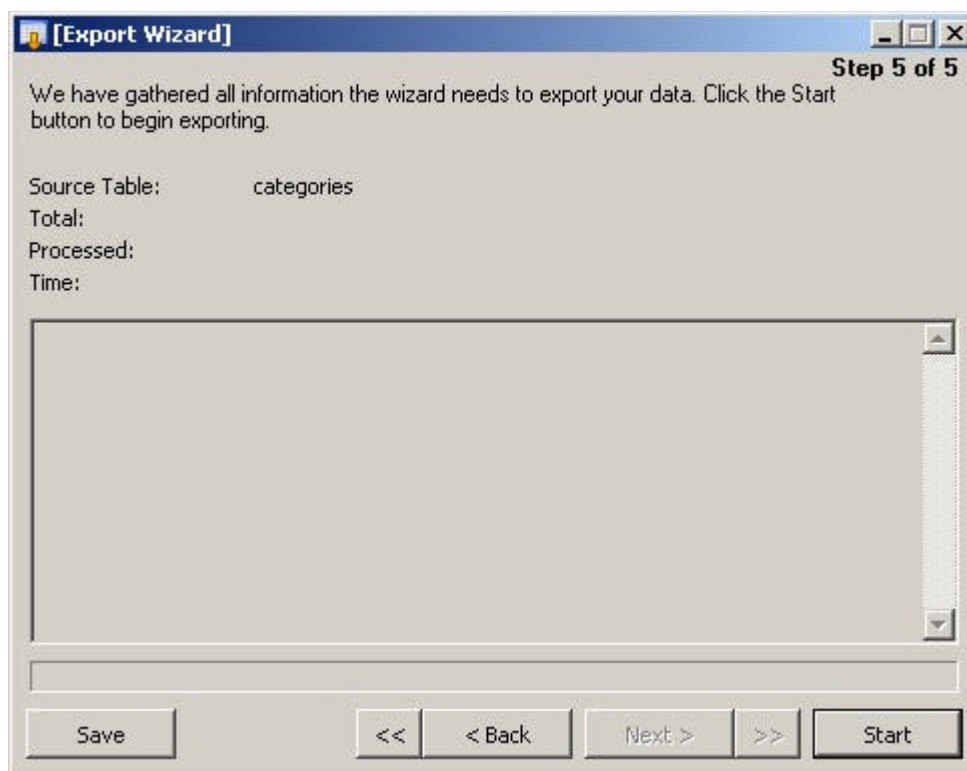 [Export Wizard]
Step 5 of 5
We have gathered all information the wizard needs to export your data. Click the Start
button to begin exporting.
Source Table: categories
Total:
Processed:
Time:
Save << < Back Next > >> Start